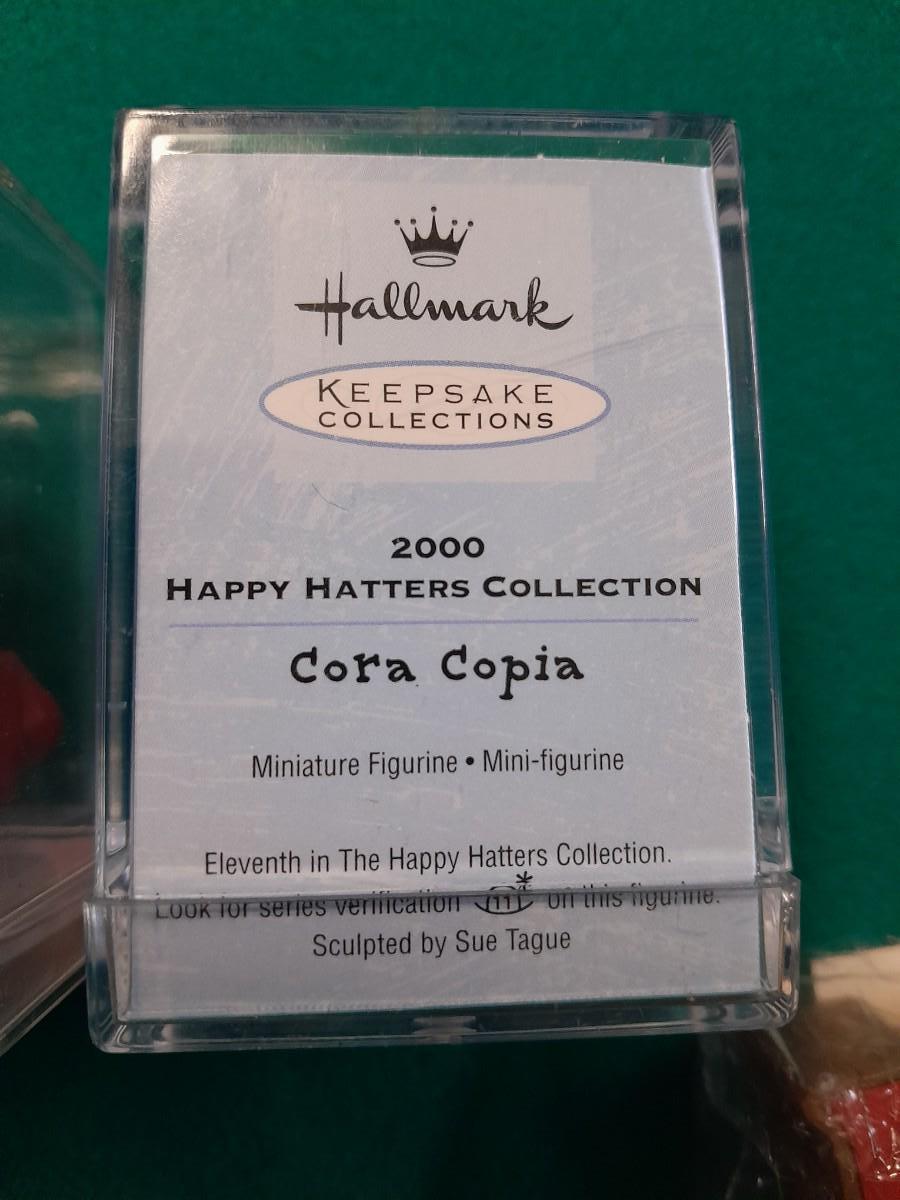 Hallmark
KEEPSAKE
COLLECTIONS
2000
HAPPY HATTERS COLLECTION
Cora Copia
Miniature Figurine • Mini-figurine
Eleventh in The Happy Hatters Collection.
Look for series verification 11 on this figurine.
Sculpted by Sue Tague